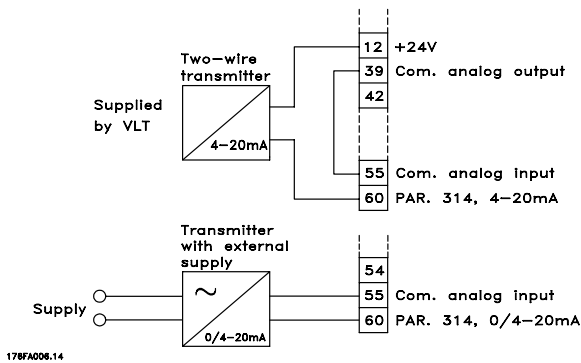 12 +24V
Two-wire
transmitter
39 Com. analog output
42
Supplied
by VLT
4-20mA
55 Com. analog input
60 PAR. 314, 4-20mA
Transmitter
with external
supply
54
~
Supply
55 Com. analog input
0/4-20mA
60 PAR. 314, 0/4-20mA
176FA006.14